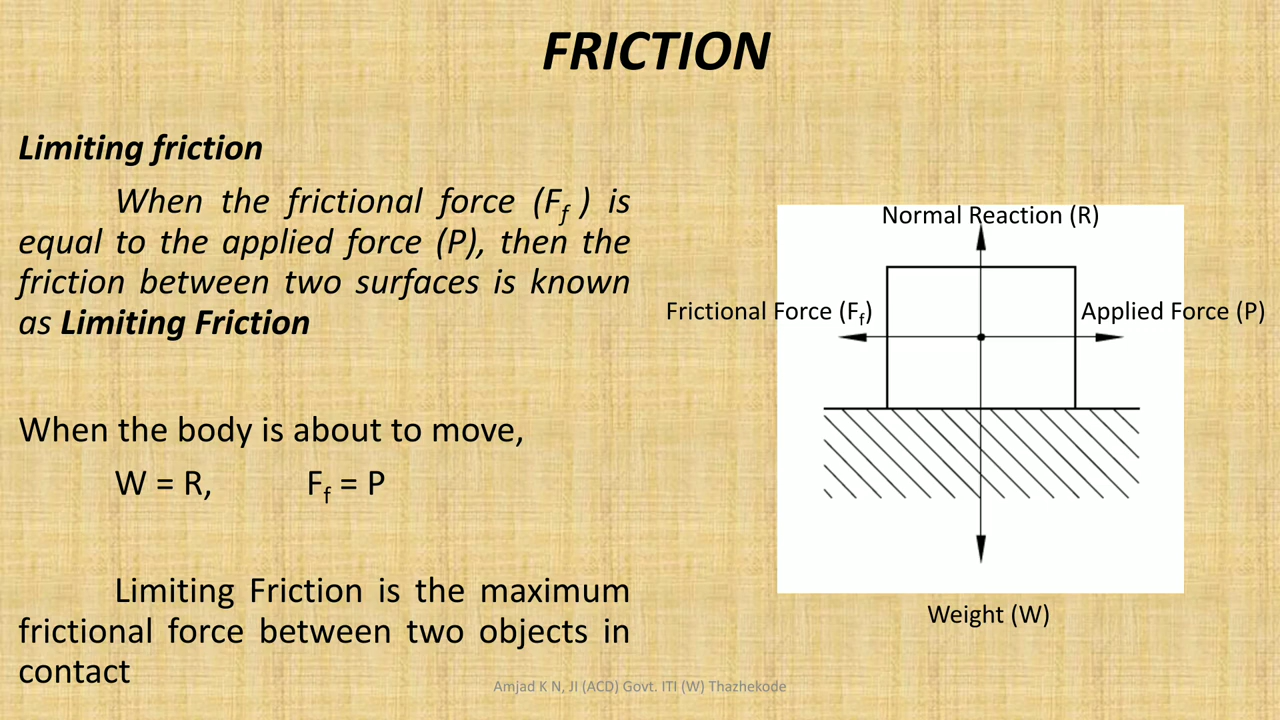 FRICTION
Limiting friction
When the frictional force (Ff ) is
equal to the applied force (P), then the
friction between two surfaces is known
as Limiting Friction
When the body is about to move,
W = R, Ff = P
Limiting Friction is the maximum
frictional force between two objects in
contact
Normal Reaction (R)
Frictional Force (Ff)
Applied Force (P)
Weight (W)
Amjad K N, JI (ACD) Govt. ITI (W) Thazhekode